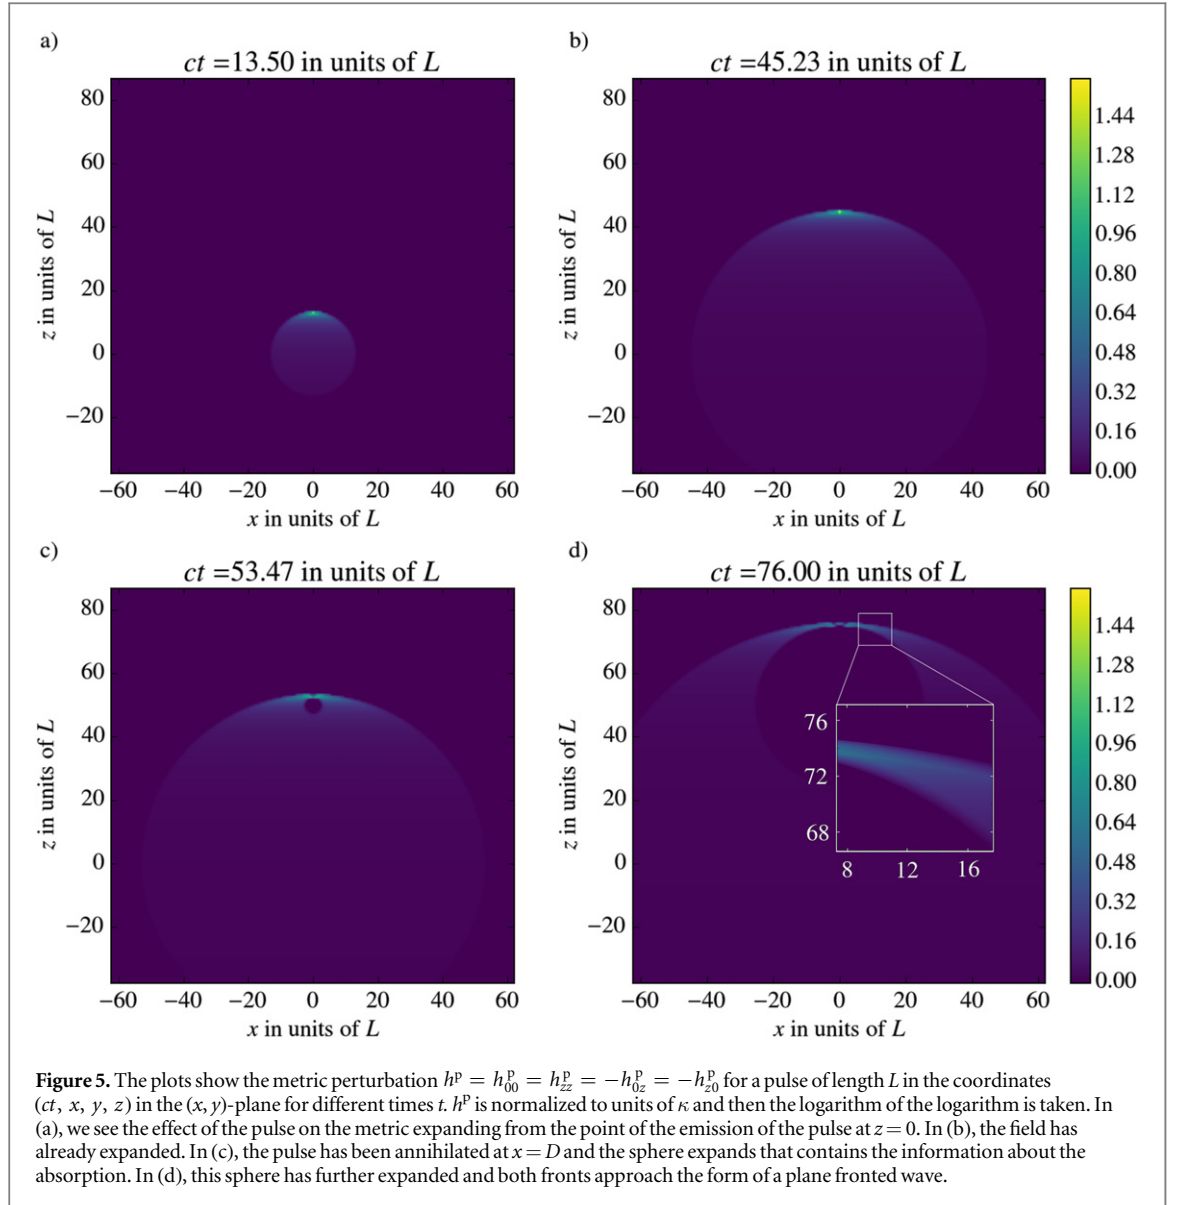 a)
ct =13.50 in units of L
80
60
40
20
0
−20
z in units of L
−60 −40 −20 0 20 40 60
x in units of L
b)
ct =45.23 in units of L
80
60
40
20
0
−20
z in units of L
−60 −40 −20 0 20 40 60
x in units of L
1.44
1.28
1.12
0.96
0.80
0.64
0.48
0.32
0.16
0.00
c)
ct =53.47 in units of L
80
60
40
20
0
−20
z in units of L
−60 −40 −20 0 20 40 60
x in units of L
d)
ct =76.00 in units of L
80
60
40
20
0
−20
z in units of L
76
72
68
8 12 16
−60 −40 −20 0 20 40 60
x in units of L
1.44
1.28
1.12
0.96
0.80
0.64
0.48
0.32
0.16
0.00
Figure 5. The plots show the metric perturbation hᵖ = h₀₀ᵖ = h_zzᵖ = −h₀zᵖ = −h_z0ᵖ for a pulse of length L in the coordinates
(ct, x, y, z) in the (x, y)-plane for different times t. hᵖ is normalized to units of κ and then the logarithm of the logarithm is taken. In
(a), we see the effect of the pulse on the metric expanding from the point of the emission of the pulse at z = 0. In (b), the field has
already expanded. In (c), the pulse has been annihilated at x = D and the sphere expands that contains the information about the
absorption. In (d), this sphere has further expanded and both fronts approach the form of a plane fronted wave.